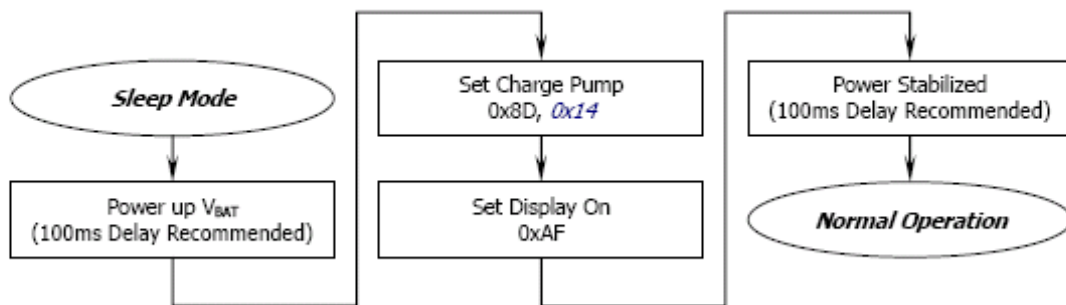 Sleep Mode
Power up VBAT
(100ms Delay Recommended)
Set Charge Pump
0x8D, 0x14
Set Display On
0xAF
Power Stabilized
(100ms Delay Recommended)
Normal Operation